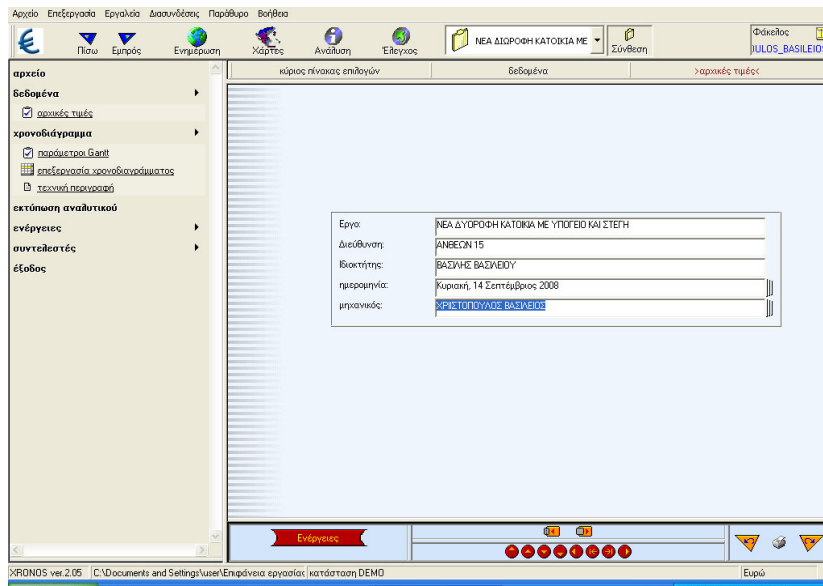 Αρχείο Επεξεργασία Εργαλεία Διασυνδέσεις Παράθυρο Βοήθεια
Πίσω Εμπρός Ενημέρωση Χάρτες Ανάλυση Έλεγχος ΝΕΑ ΔΙΩΡΟΦΗ ΚΑΤΟΙΚΙΑ ΜΕ Σύνθεση Φάκελος
ULOS_BASILEIOS
αρχείο
δεδομένα
αρχικές τιμές
χρονοδιάγραμμα
παράμετροι Gantt
επεξεργασία χρονοδιαγράμματος
τεχνική περιγραφή
εκτύπωση αναλυτικού
ενέργειες
συντελεστές
έξοδος
κύριος πίνακας επιλογών δεδομένα >αρχικές τιμές<
Εργο: ΝΕΑ ΔΥΟΡΟΦΗ ΚΑΤΟΙΚΙΑ ΜΕ ΥΠΟΓΕΙΟ ΚΑΙ ΣΤΕΓΗ
Διεύθυνση: ΑΝΘΕΩΝ 15
Ιδιοκτήτης: ΒΑΣΙΛΗΣ ΒΑΣΙΛΕΙΟΥ
ημερομηνία: Κυριακή, 14 Σεπτέμβριος 2008
μηχανικός: ΧΡΙΙΣΤΟΠΟΥΛΟΣ ΒΑΣΙΛΕΙΟΣ
Ενέργειες
XRONOS ver.2.05 C:\Documents and Settings\user\Επιφάνεια εργασίας κατάσταση DEMO Ευρώ